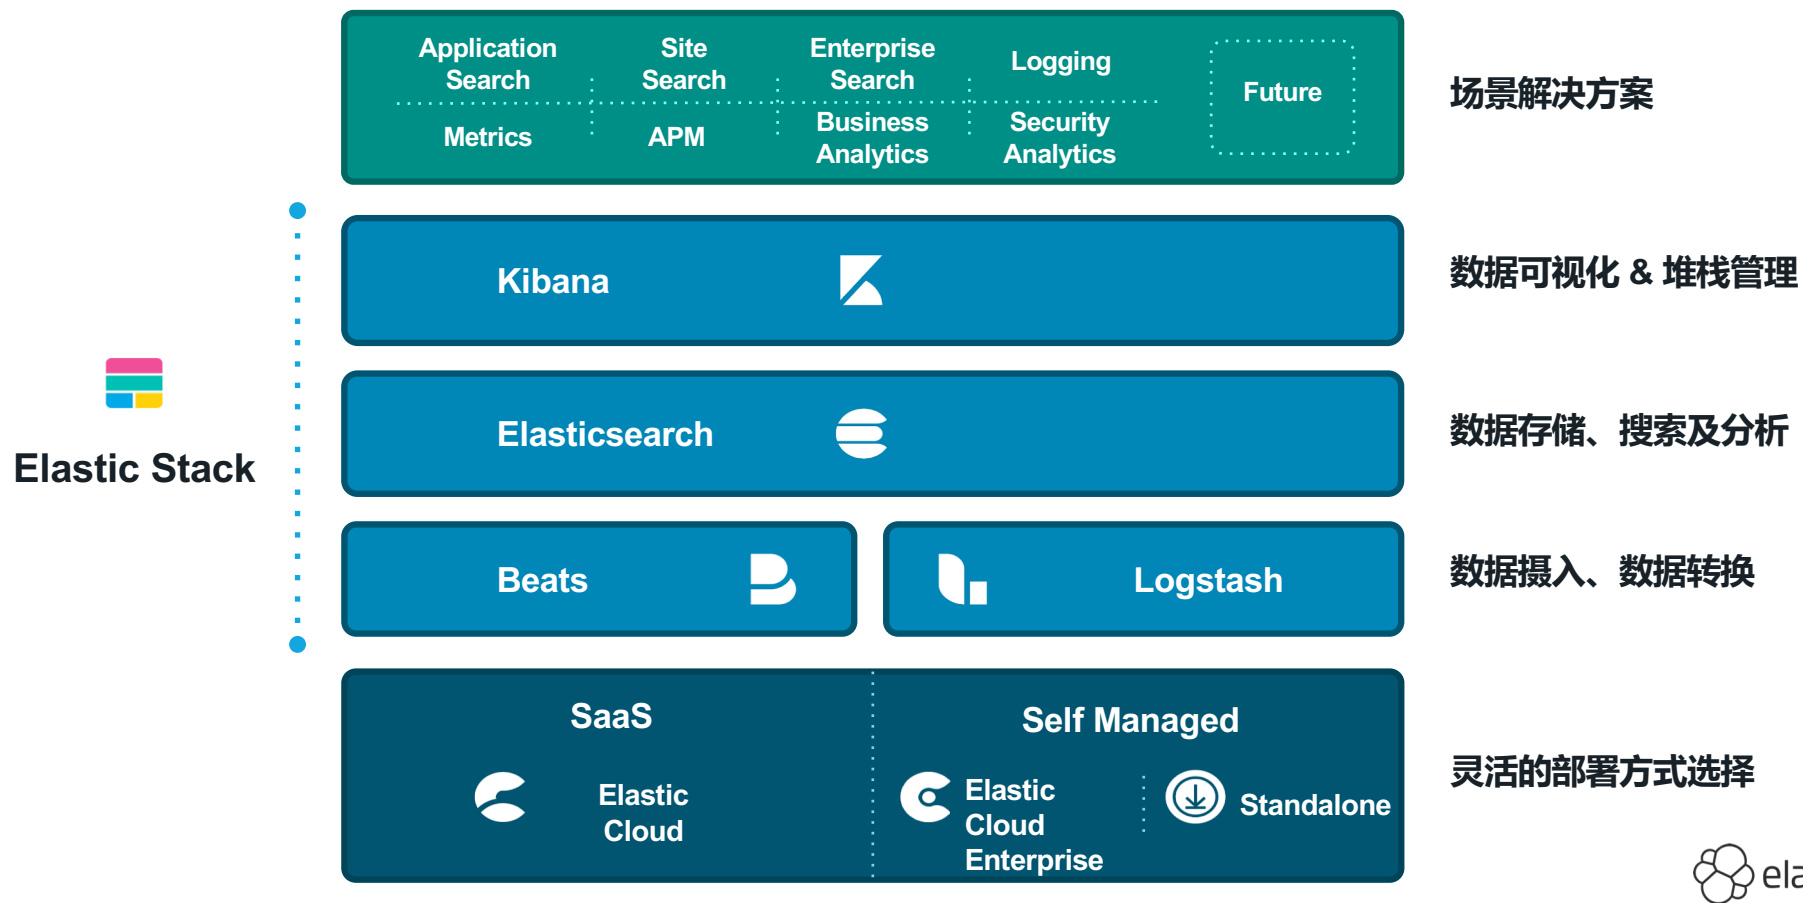 Application
Search
Site
Search
Enterprise
Search
Logging
Metrics
APM
Business
Analytics
Security
Analytics
Future
场景解决方案
Kibana
数据可视化 & 堆栈管理
Elastic Stack
Elasticsearch
数据存储、搜索及分析
Beats
Logstash
数据摄入、数据转换
SaaS
Elastic
Cloud
Self Managed
Elastic
Cloud
Enterprise
Standalone
灵活的部署方式选择
ela